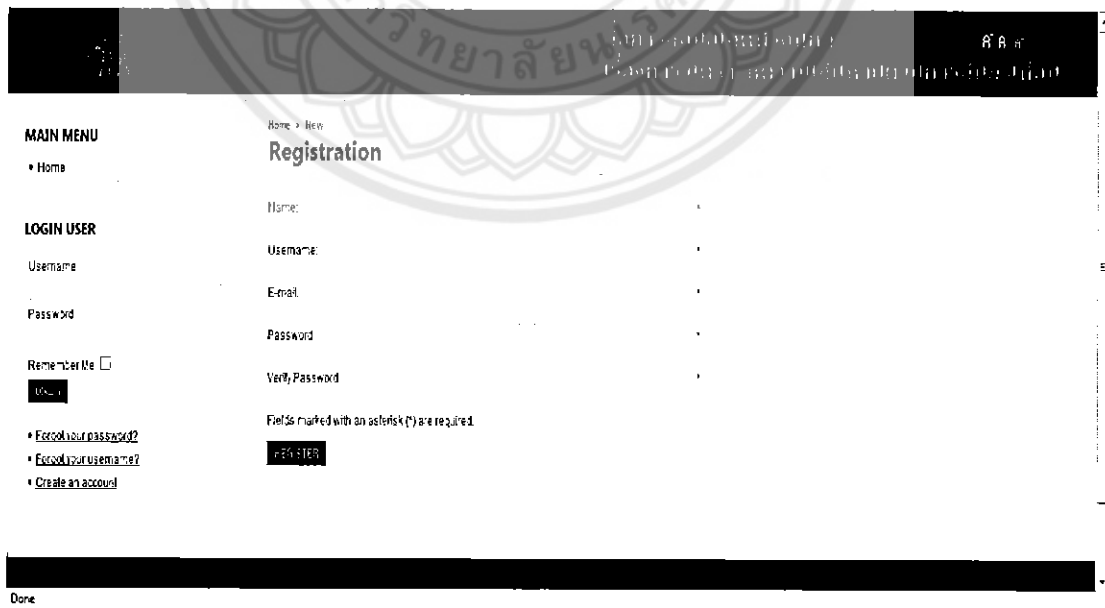 Home > New
Registration
MAIN MENU
Home
LOGIN USER
Username
Password
Remember Me
LOGIN
Forgot your password?
Forgot your username?
Create an account
Name: *
Username: *
E-mail: *
Password: *
Verify Password: *
Fields marked with an asterisk (*) are required.
REGISTER
Done